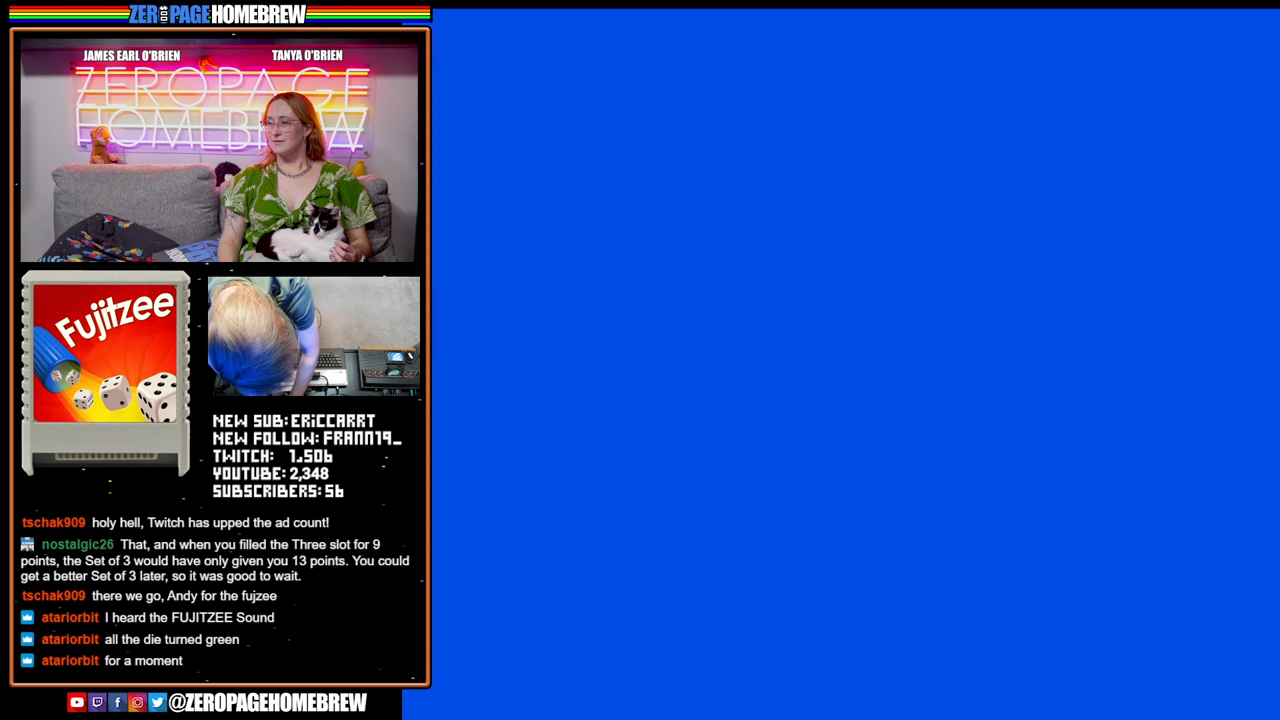 ZEROPAGE HOMEBREW
JAMES EARL O'BRIEN
TANYA O'BRIEN
ZEROPAGE
HOMEBREW
Fujitzee
NEW SUB: ERICCARRT
NEW FOLLOW: FRANN19_
TWITCH: 1,506
YOUTUBE: 2,348
SUBSCRIBERS: 56
tschak909 holy hell, Twitch has upped the ad count!
nostalgic26 That, and when you filled the Three slot for 9
points, the Set of 3 would have only given you 13 points. You could
get a better Set of 3 later, so it was good to wait.
tschak909 there we go, Andy for the fujzee
atariorbit I heard the FUJITZEE Sound
atariorbit all the die turned green
atariorbit for a moment
@ZEROPAGEHOMEBREW